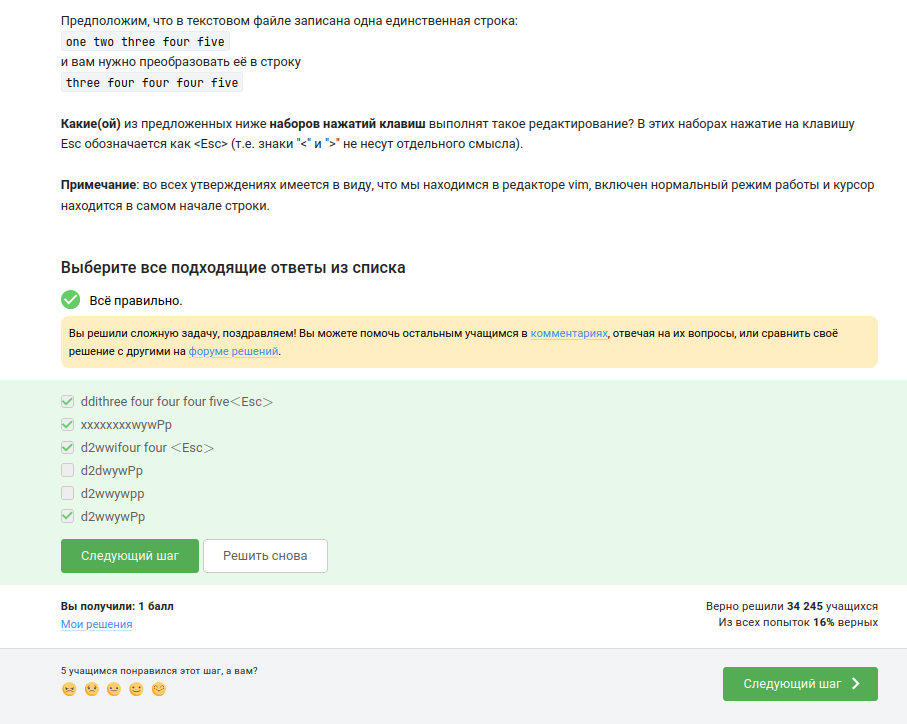 Предположим, что в текстовом файле записана одна единственная строка:
one two three four five
и вам нужно преобразовать её в строку
three four four four five
Какие(ой) из предложенных ниже наборов нажатий клавиш выполнят такое редактирование? В этих наборах нажатие на клавишу
Esc обозначается как <Esc> (т.е. знаки "<" и ">" не несут отдельного смысла).
Примечание: во всех утверждениях имеется в виду, что мы находимся в редакторе vim, включен нормальный режим работы и курсор
находится в самом начале строки.
Выберите все подходящие ответы из списка
Всё правильно.
Вы решили сложную задачу, поздравляем! Вы можете помочь остальным учащимся в комментариях, отвечая на их вопросы, или сравнить своё
решение с другими на форуме решений.
ddithree four four four five<Esc>
xxxxxxxxwywPp
d2wwifour four <Esc>
d2dwywPp
d2wwywpp
d2wwywPp
Следующий шаг
Решить снова
Вы получили: 1 балл
Верно решили 34 245 учащихся
Мои решения
Из всех попыток 16% верных
5 учащимся понравился этот шаг, а вам?
Следующий шаг